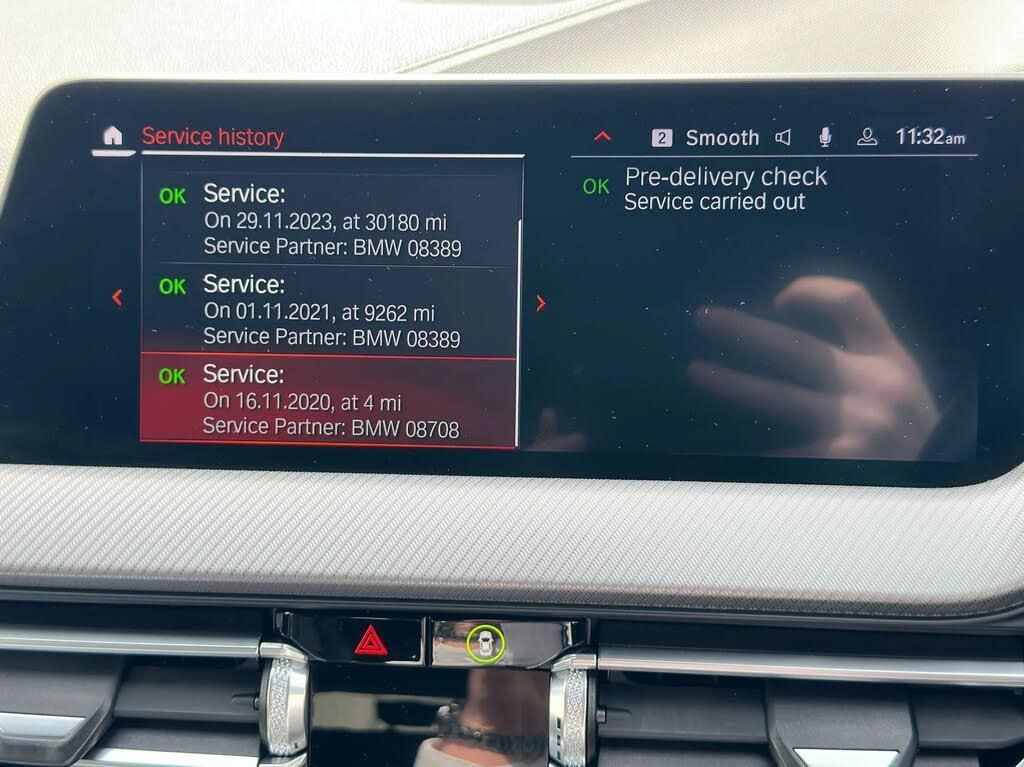 Service history
2 Smooth 11:32am
OK Service:
On 29.11.2023, at 30180 mi
Service Partner: BMW 08389
OK Service:
On 01.11.2021, at 9262 mi
Service Partner: BMW 08389
OK Service:
On 16.11.2020, at 4 mi
Service Partner: BMW 08708
OK Pre-delivery check
Service carried out